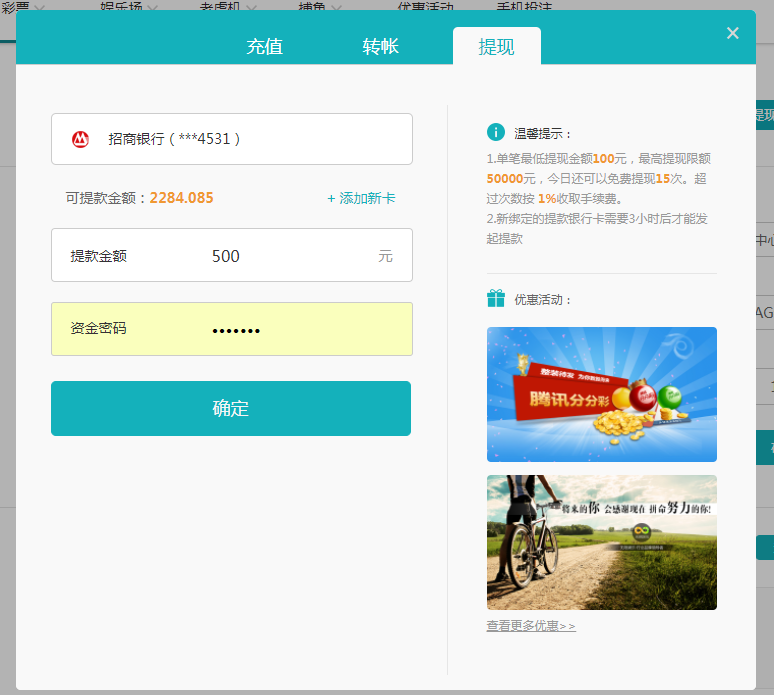 彩票
娱乐场
老虎机
捕鱼
优惠活动
手机投注
充值
转帐
提现
×
招商银行 ( ***4531 )
可提款金额：2284.085
+ 添加新卡
提款金额
500
元
资金密码
•••••••
确定
温馨提示：
1.单笔最低提现金额100元，最高提现限额
50000元，今日还可以免费提现15次。超
过次数按 1%收取手续费。
2.新绑定的提款银行卡需要3小时后才能发
起提款
优惠活动：
整装待发 为你加油
腾讯分分彩
将来的你 会感谢现在 拼命努力的你!
查看更多优惠>>
提现
中心
AG